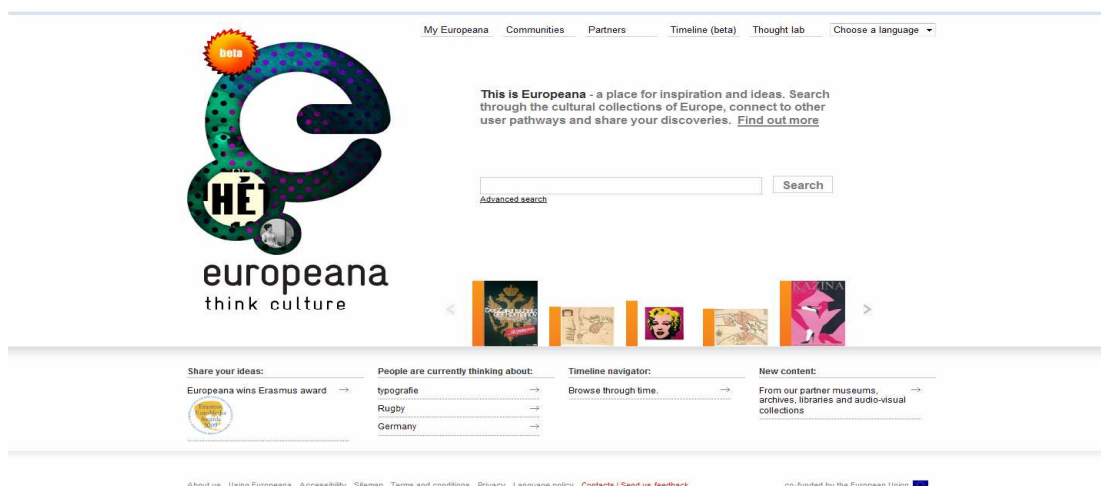 My Europeana Communities Partners Timeline (beta) Thought lab Choose a language
beta
This is Europeana - a place for inspiration and ideas. Search
through the cultural collections of Europe, connect to other
user pathways and share your discoveries. Find out more
Search
Advanced search
HÉT
europeana
think culture
KAZINA
Share your ideas:
Europeana wins Erasmus award
Erasmus
EuroMedia
Awards
2009
People are currently thinking about:
typografie
Rugby
Germany
Timeline navigator:
Browse through time.
New content:
From our partner museums,
archives, libraries and audio-visual
collections
About us Using Europeana Accessibility Sitemap Terms and conditions Privacy Language policy Contacts | Send us feedback co-funded by the European Union